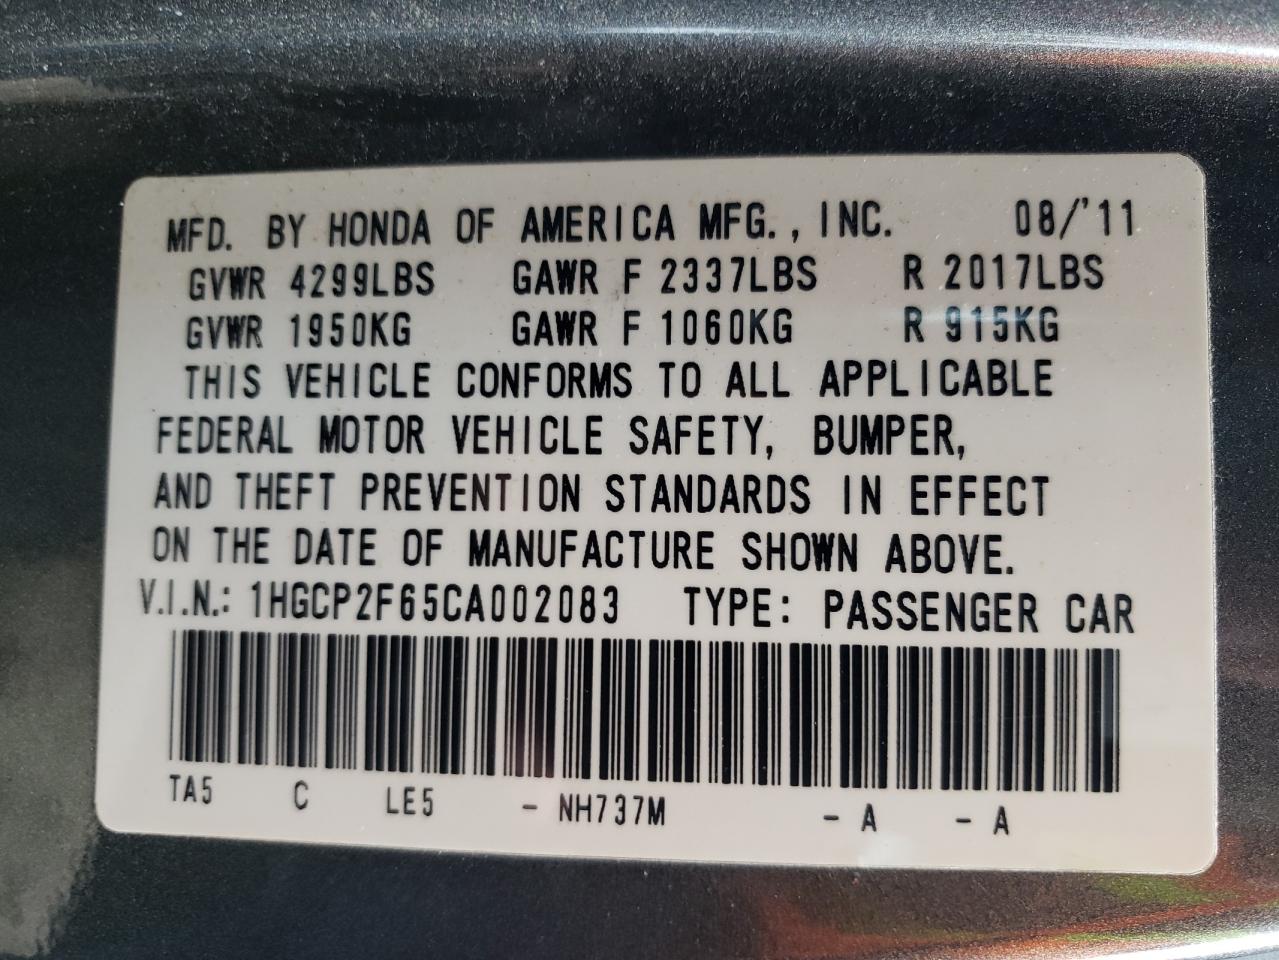 MFD. BY HONDA OF AMERICA MFG., INC. 08/'11
GVWR 4299LBS GAWR F 2337LBS R 2017LBS
GVWR 1950KG GAWR F 1060KG R 915KG
THIS VEHICLE CONFORMS TO ALL APPLICABLE
FEDERAL MOTOR VEHICLE SAFETY, BUMPER,
AND THEFT PREVENTION STANDARDS IN EFFECT
ON THE DATE OF MANUFACTURE SHOWN ABOVE.
V.I.N.: 1HGCP2F65CA002083 TYPE: PASSENGER CAR
TA5 C LE5 - NH737M - A - A